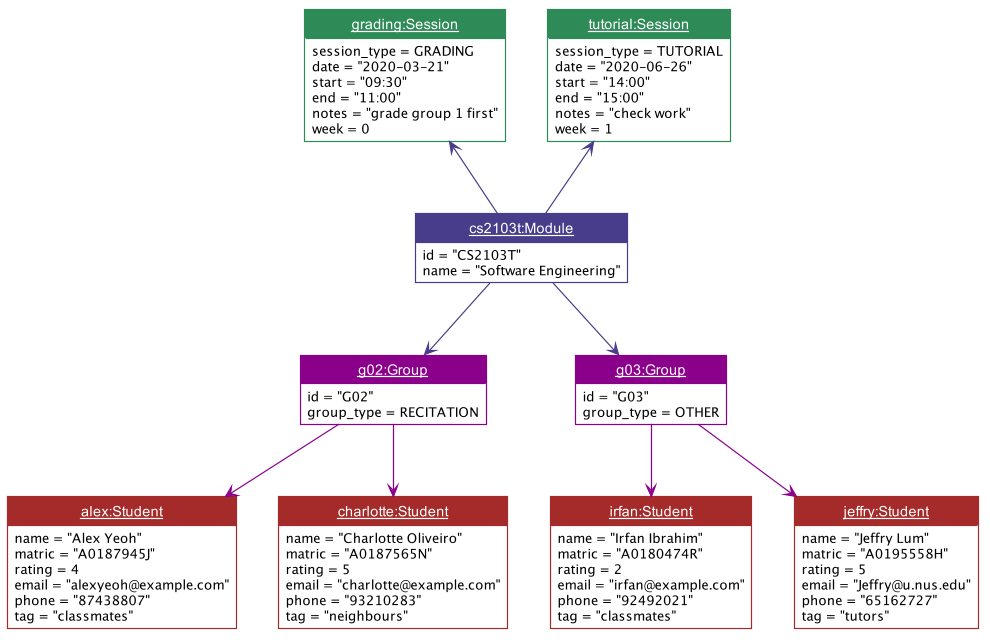 grading:Session
session_type = GRADING
date = "2020-03-21"
start = "09:30"
end = "11:00"
notes = "grade group 1 first"
week = 0
tutorial:Session
session_type = TUTORIAL
date = "2020-06-26"
start = "14:00"
end = "15:00"
notes = "check work"
week = 1
cs2103t:Module
id = "CS2103T"
name = "Software Engineering"
g02:Group
id = "G02"
group_type = RECITATION
g03:Group
id = "G03"
group_type = OTHER
alex:Student
name = "Alex Yeoh"
matric = "A0187945J"
rating = 4
email = "alexyeoh@example.com"
phone = "87438807"
tag = "classmates"
charlotte:Student
name = "Charlotte Oliveiro"
matric = "A0187565N"
rating = 5
email = "charlotte@example.com"
phone = "93210283"
tag = "neighbours"
irfan:Student
name = "Irfan Ibrahim"
matric = "A0180474R"
rating = 2
email = "irfan@example.com"
phone = "92492021"
tag = "classmates"
jeffry:Student
name = "Jeffry Lum"
matric = "A0195558H"
rating = 5
email = "Jeffry@u.nus.edu"
phone = "65162727"
tag = "tutors"